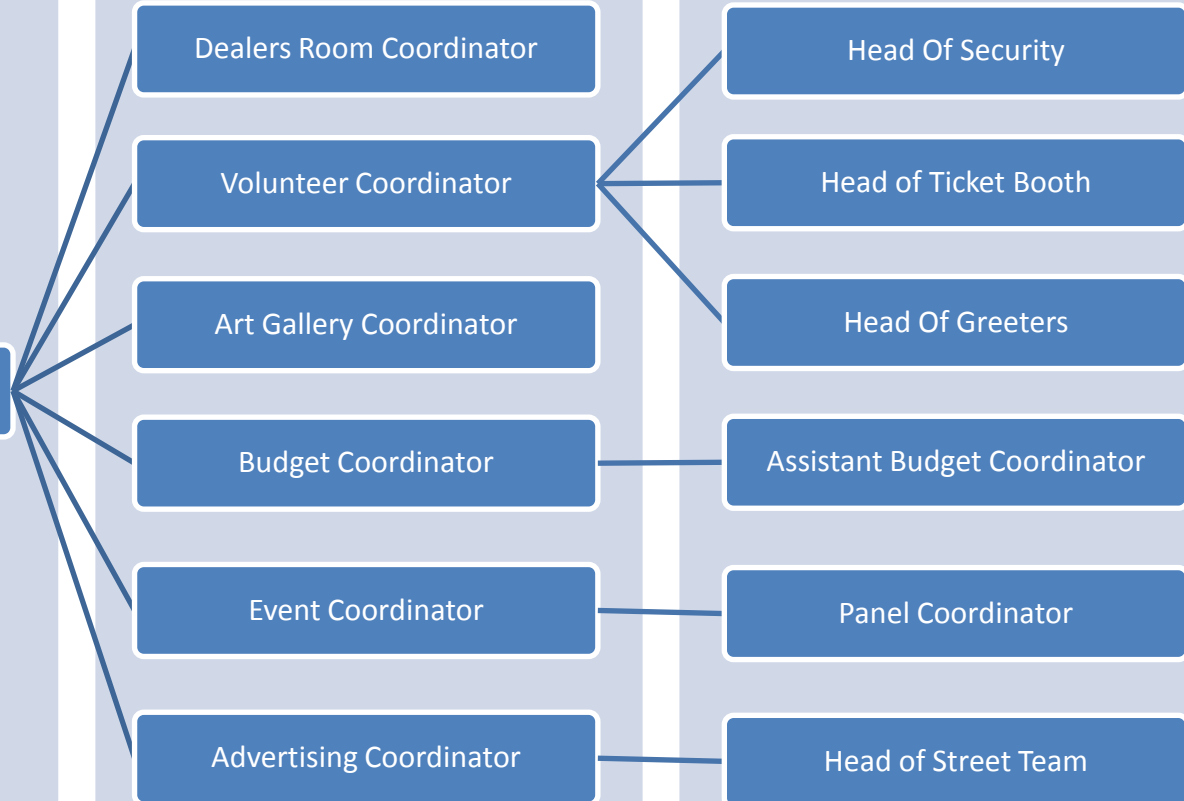 Dealers Room Coordinator
Head Of Security
Volunteer Coordinator
Head of Ticket Booth
Art Gallery Coordinator
Head Of Greeters
Budget Coordinator
Assistant Budget Coordinator
Event Coordinator
Panel Coordinator
Advertising Coordinator
Head of Street Team